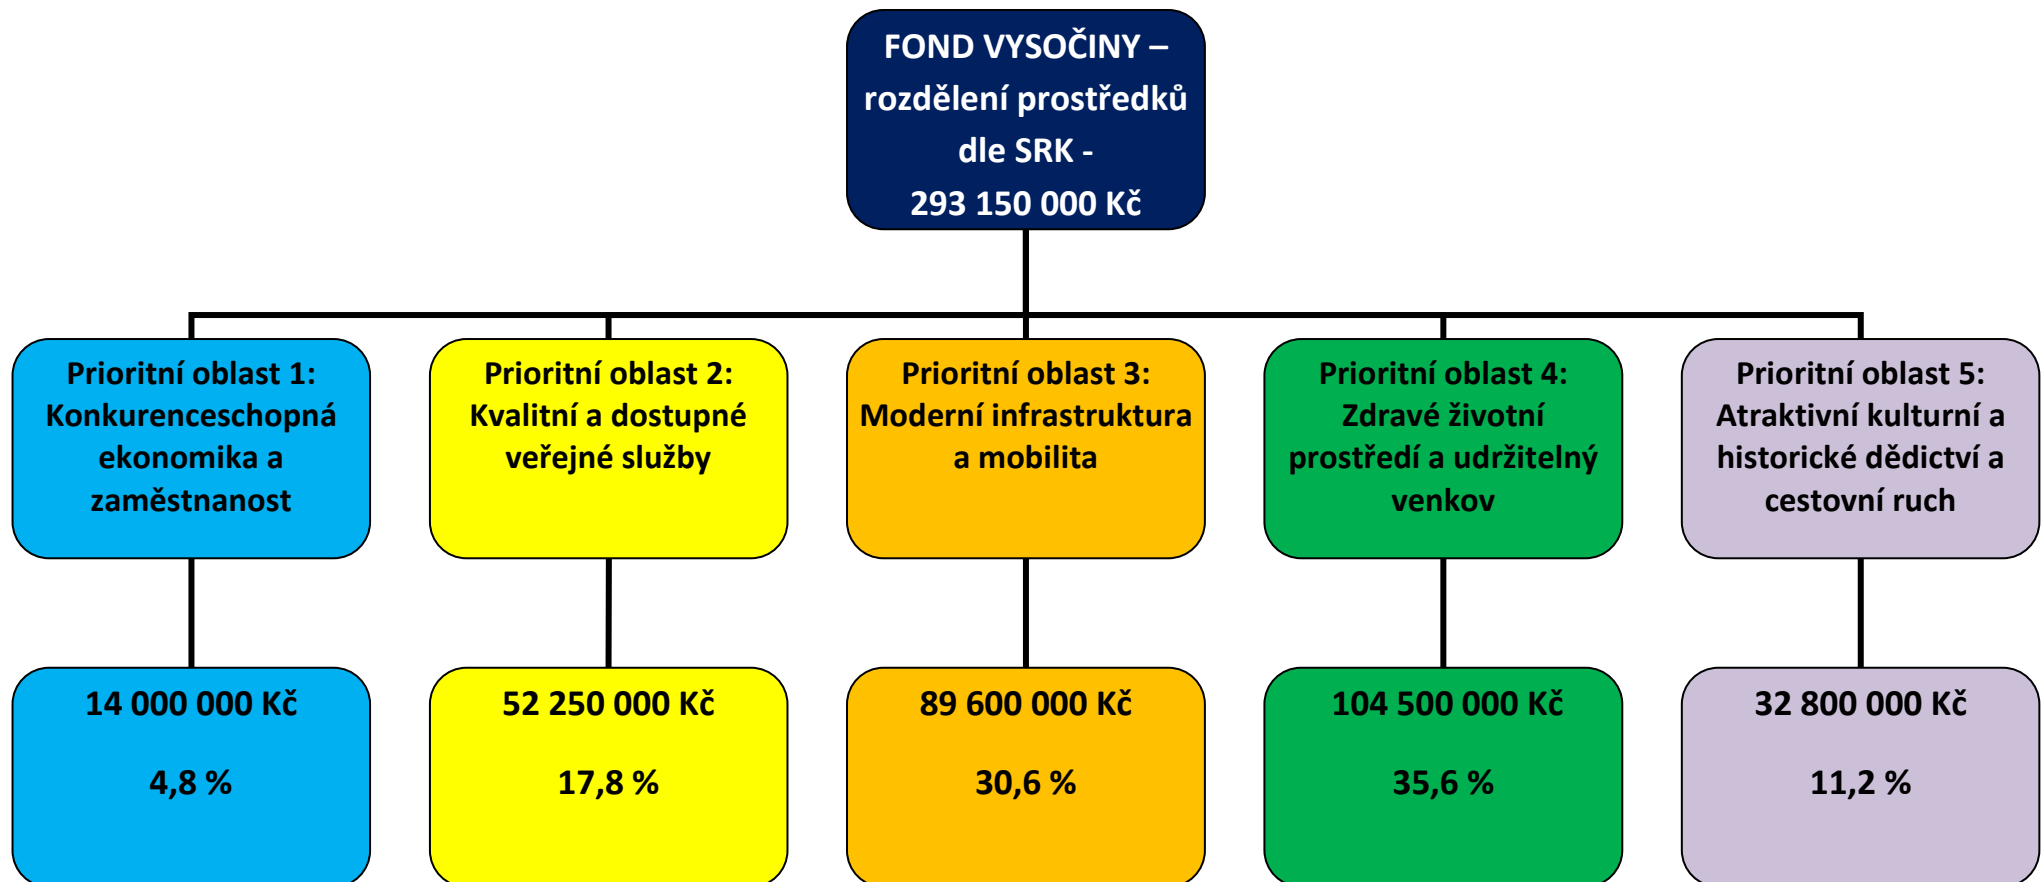 FOND VYSOČINY –
rozdělení prostředků
dle SRK -
293 150 000 Kč
Prioritní oblast 1:
Konkurenceschopná
ekonomika a
zaměstnanost
Prioritní oblast 2:
Kvalitní a dostupné
veřejné služby
Prioritní oblast 3:
Moderní infrastruktura
a mobilita
Prioritní oblast 4:
Zdravé životní
prostředí a udržitelný
venkov
Prioritní oblast 5:
Atraktivní kulturní a
historické dědictví a
cestovní ruch
14 000 000 Kč
4,8 %
52 250 000 Kč
17,8 %
89 600 000 Kč
30,6 %
104 500 000 Kč
35,6 %
32 800 000 Kč
11,2 %